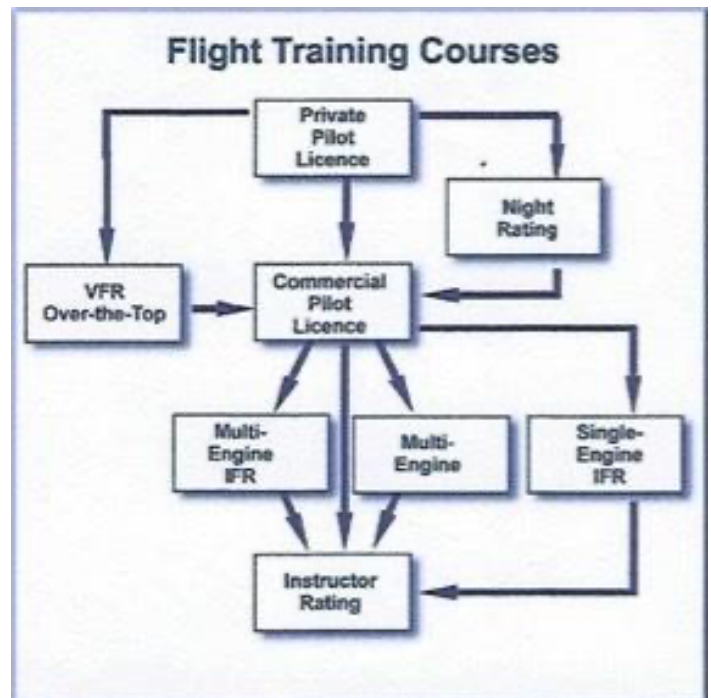 Flight Training Courses
Private
Pilot
Licence
Night
Rating
VFR
Over-the-Top
Commercial
Pilot
Licence
Multi-
Engine
IFR
Multi-
Engine
Single-
Engine
IFR
Instructor
Rating